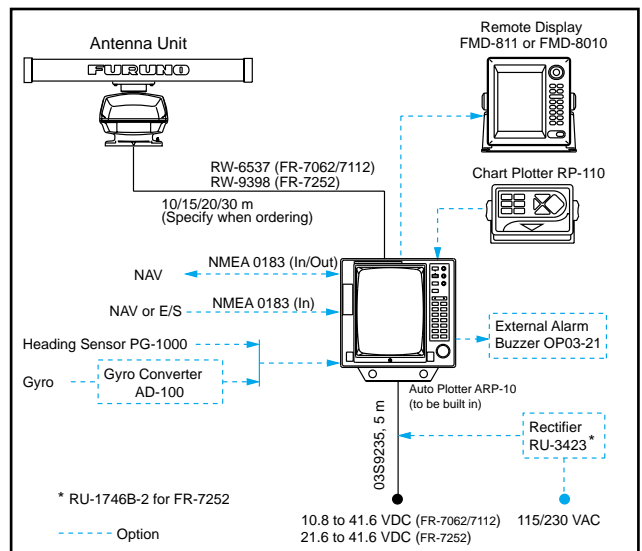 Antenna Unit
FURUNO
Remote Display
FMD-811 or FMD-8010
RW-6537 (FR-7062/7112)
RW-9398 (FR-7252)
10/15/20/30 m
(Specify when ordering)
Chart Plotter RP-110
NAV
NMEA 0183 (In/Out)
NAV or E/S
NMEA 0183 (In)
Heading Sensor PG-1000
Gyro
Gyro Converter
AD-100
External Alarm
Buzzer OP03-21
Auto Plotter ARP-10
(to be built in)
03S9235, 5 m
Rectifier
RU-3423*
* RU-1746B-2 for FR-7252
Option
10.8 to 41.6 VDC (FR-7062/7112)
21.6 to 41.6 VDC (FR-7252)
115/230 VAC